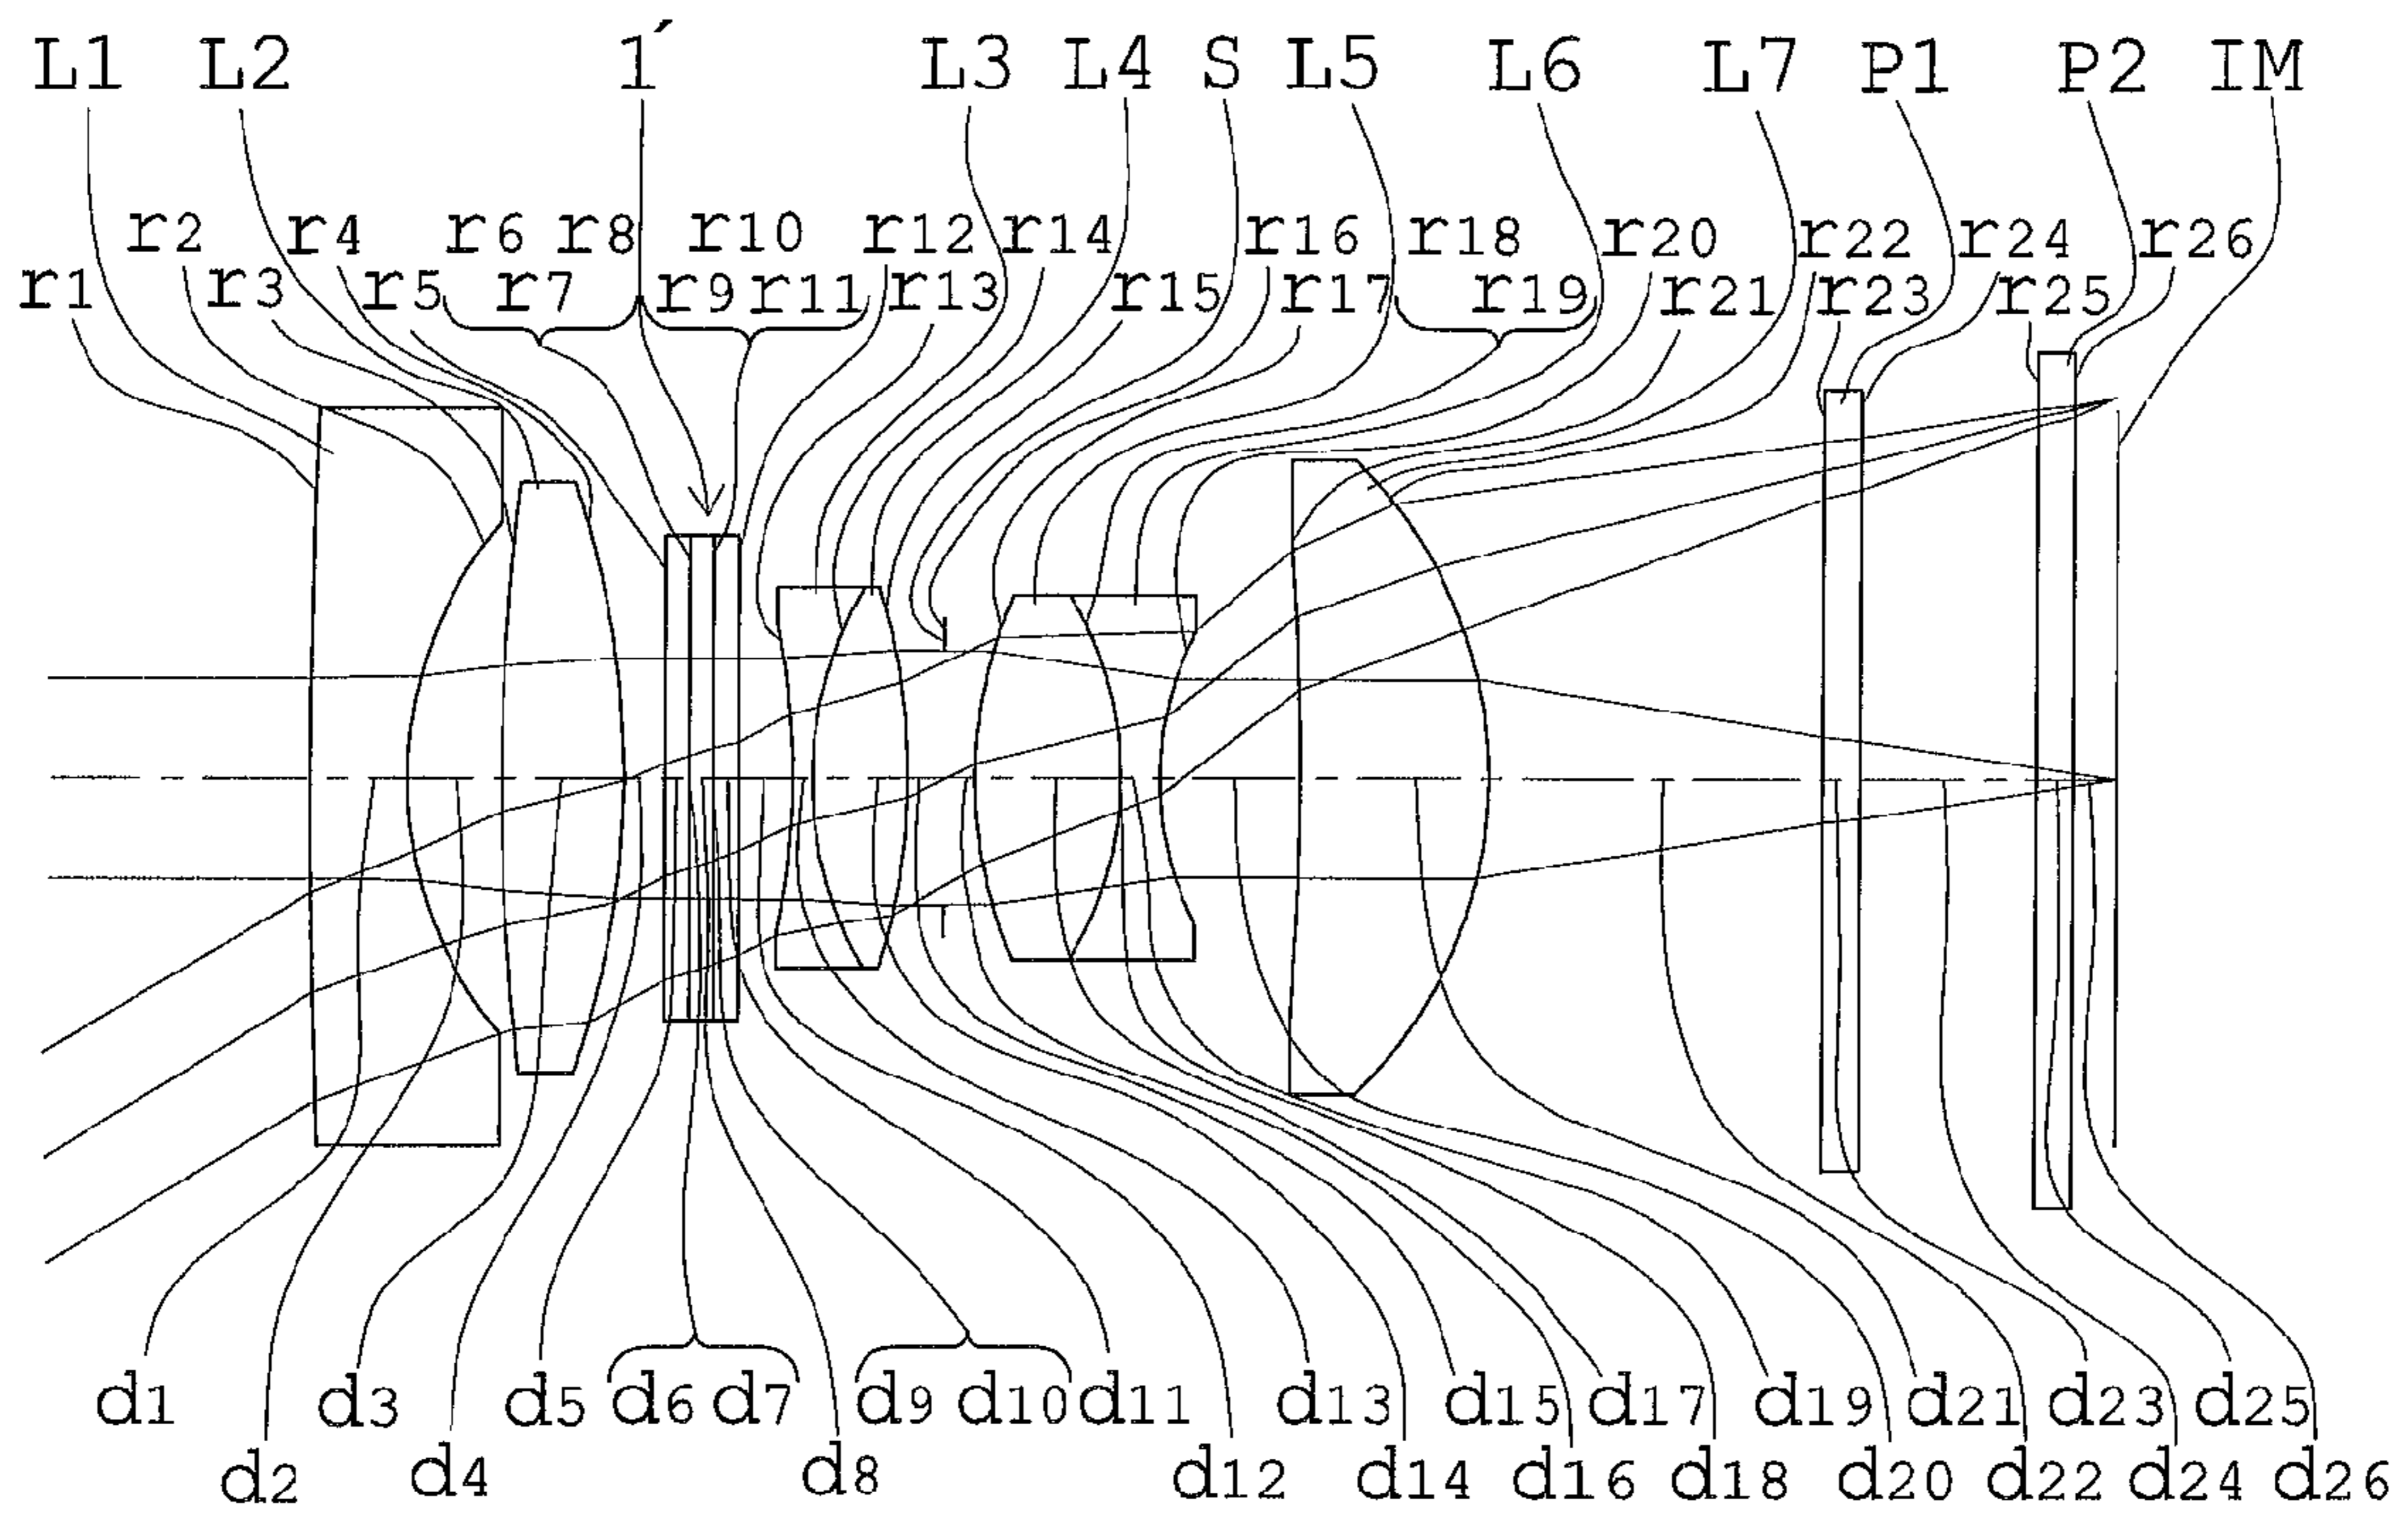 L1 L2 1´ L3 L4 S L5 L6 L7 P1 P2 IM
r2 r4 r6 r8 r10 r12 r14 r16 r18 r20 r22 r24 r26
r1 r3 r5 r7 r9 r11 r13 r15 r17 r19 r21 r23 r25
d1 d3 d5 d6 d7 d9 d10 d11 d13 d15 d17 d19 d21 d23 d25
d2 d4 d8 d12 d14 d16 d18 d20 d22 d24 d26